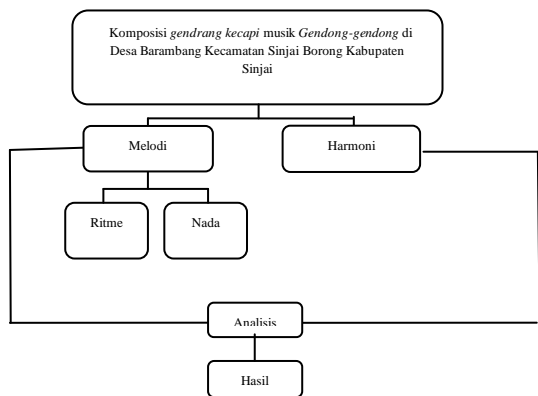 Komposisi gendrang kecapi musik Gendong-gendong di
Desa Barambang Kecamatan Sinjai Borong Kabupaten
Sinjai
Melodi
Harmoni
Ritme
Nada
Analisis
Hasil